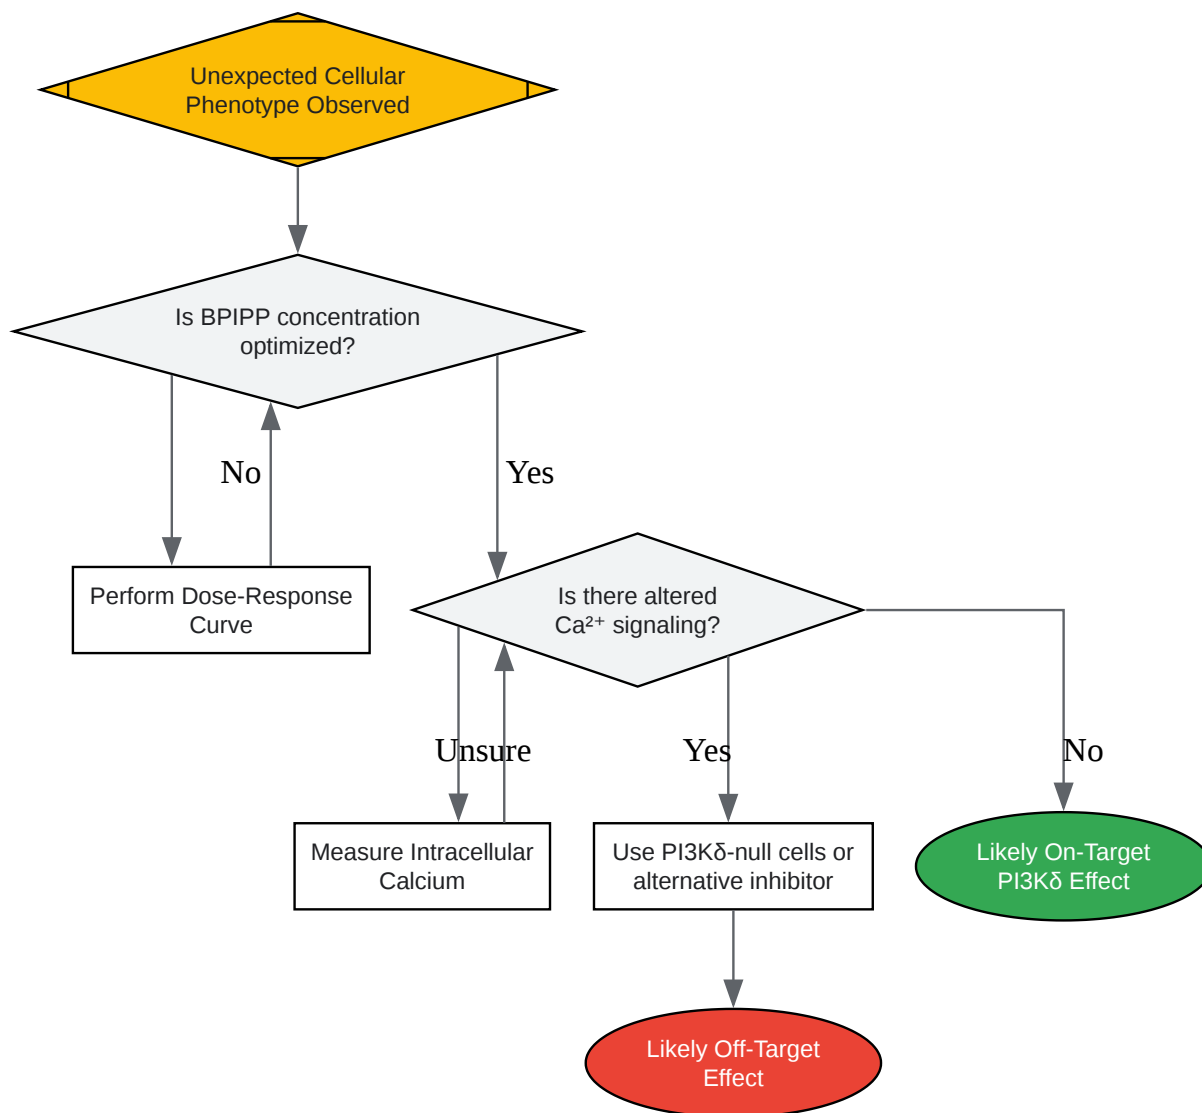 Unexpected Cellular
Phenotype Observed
Is BPIPP concentration
optimized?
No
Yes
Perform Dose-Response
Curve
Is there altered
Ca²⁺ signaling?
Unsure
Yes
No
Measure Intracellular
Calcium
Use PI3Kδ-null cells or
alternative inhibitor
Likely On-Target
PI3Kδ Effect
Likely Off-Target
Effect